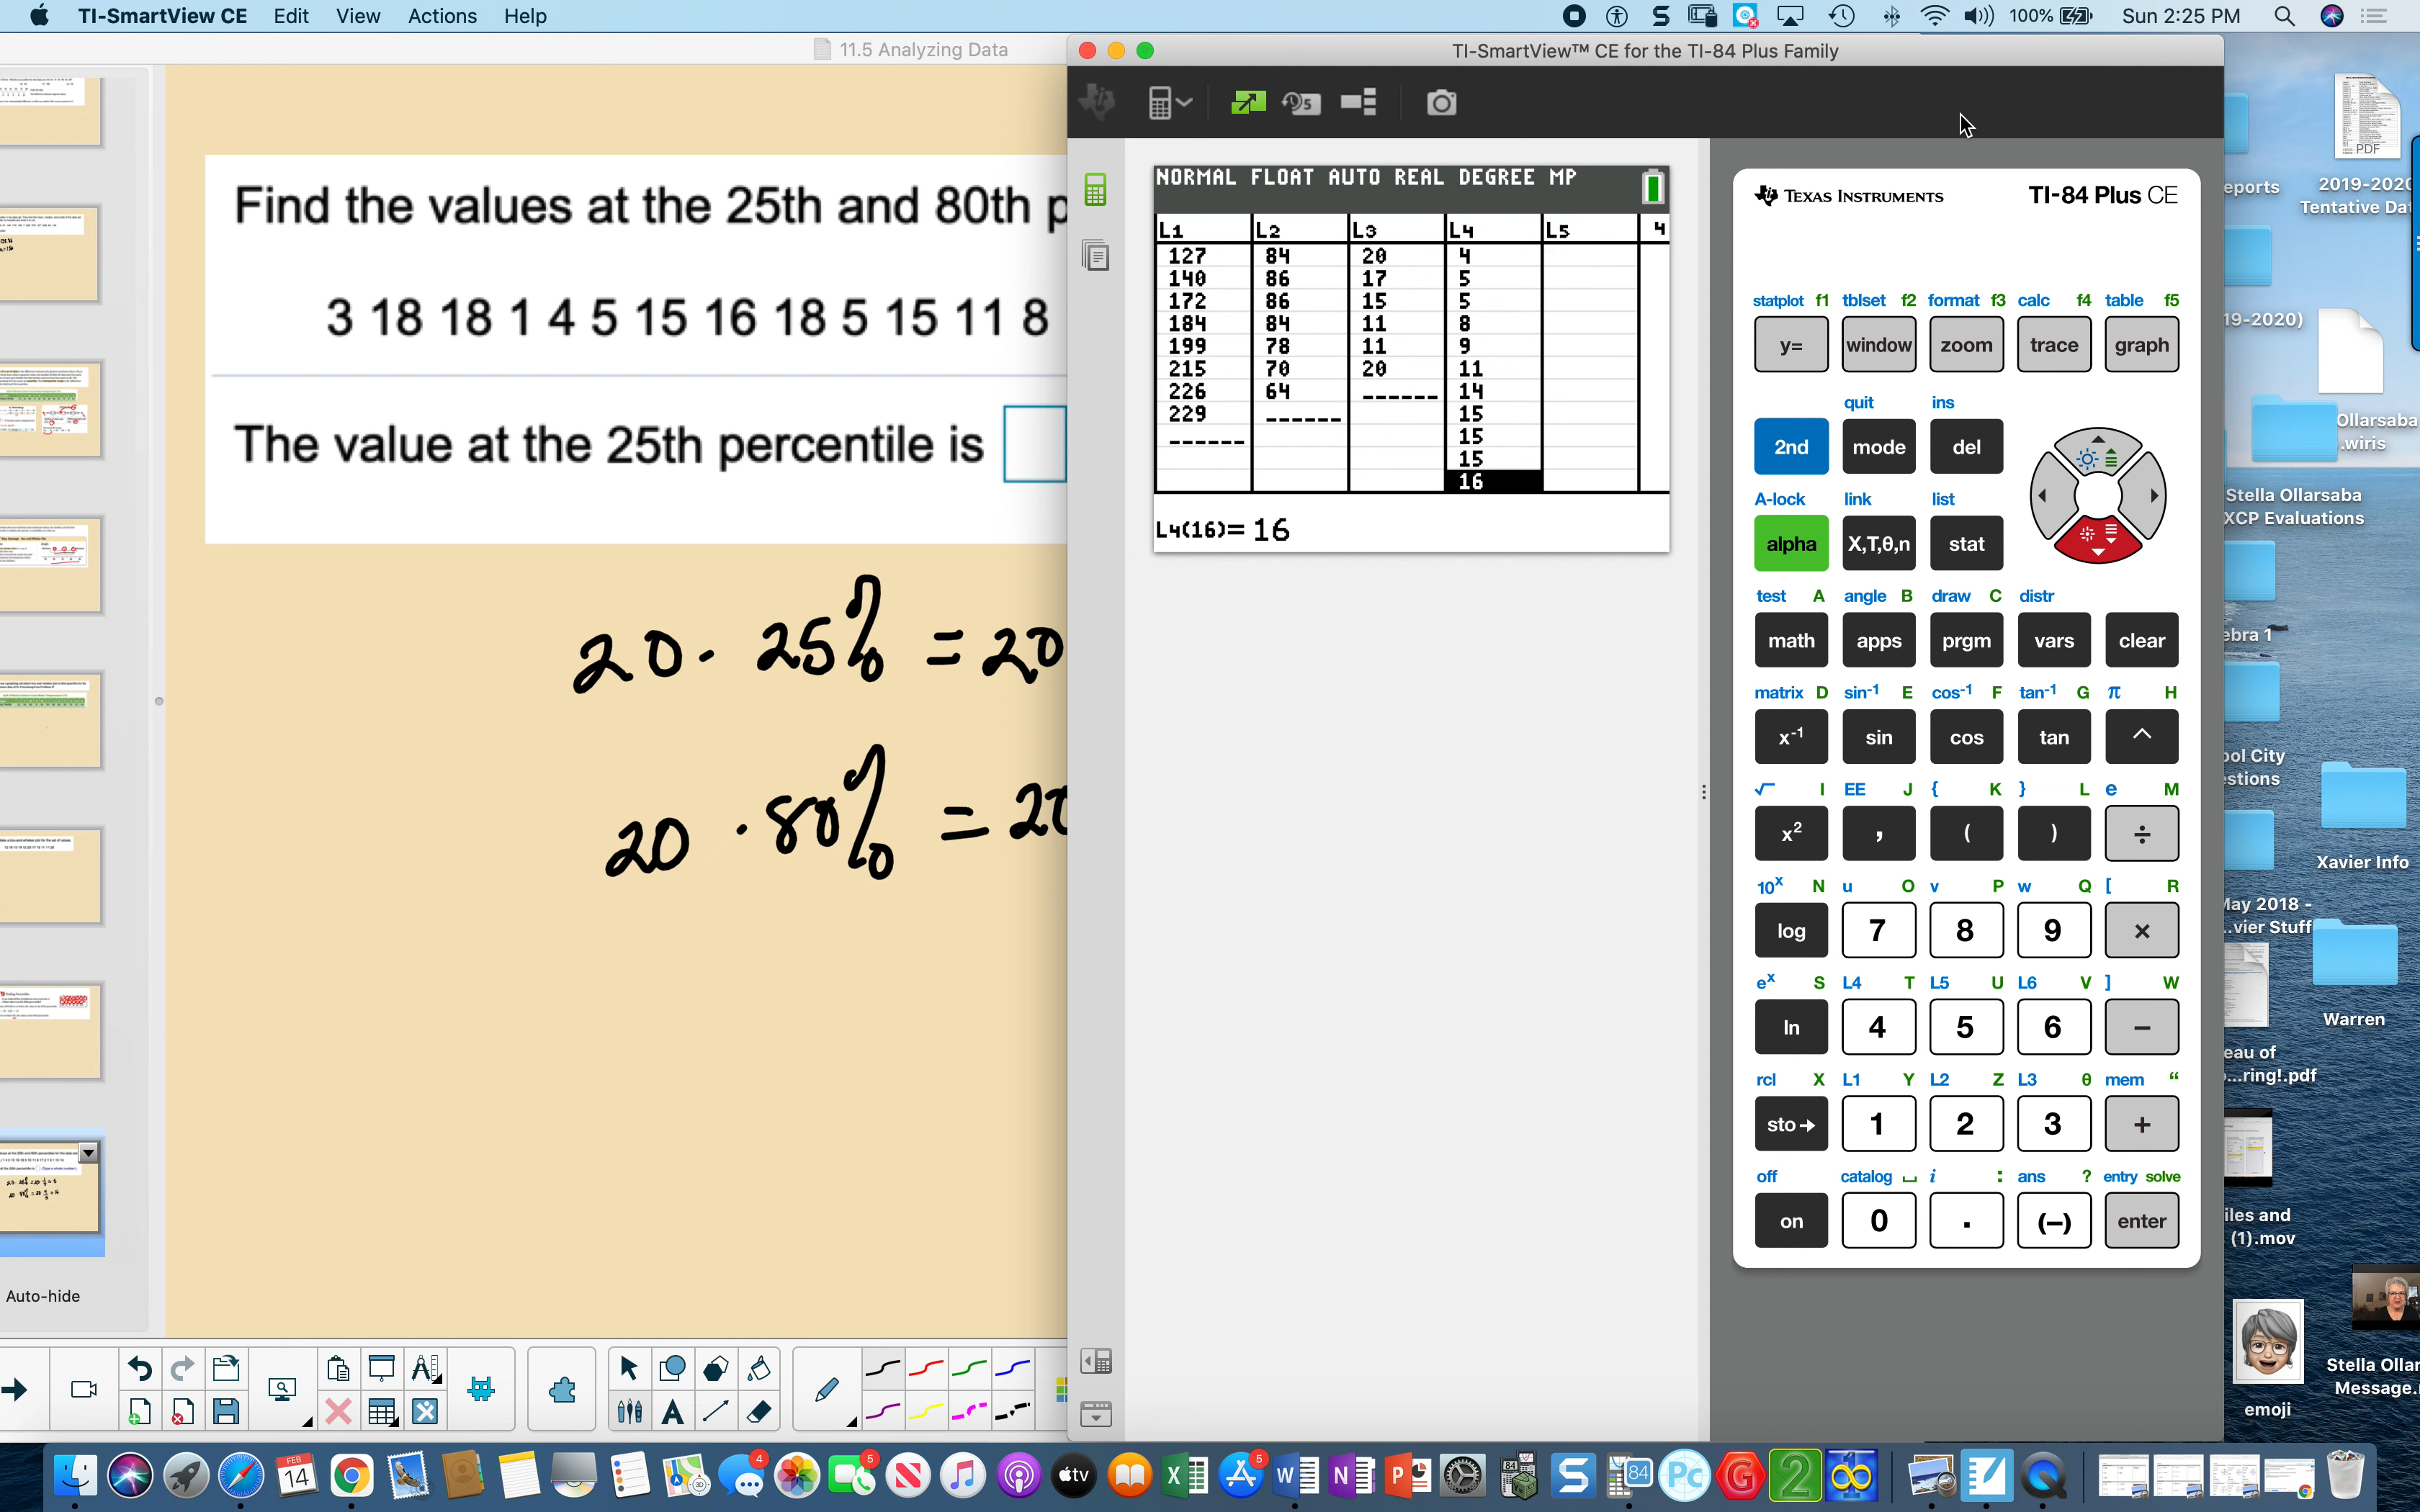 TI-SmartView CE Edit View Actions Help
100% Sun 2:25 PM
11.5 Analyzing Data
TI-SmartView™ CE for the TI-84 Plus Family
Find the values at the 25th and 80th p
3 18 18 1 4 5 15 16 18 5 15 11 8
The value at the 25th percentile is
20 · 25% = 20
20 · 80% = 20
Auto-hide
NORMAL FLOAT AUTO REAL DEGREE MP
L1 L2 L3 L4 L5 4
127 84 20 4
140 86 17 5
172 86 15 5
184 84 11 8
199 78 11 9
215 70 20 11
226 64 ------ 14
229 ------ 15
------ 15
15
16
L4(16)= 16
TEXAS INSTRUMENTS TI-84 Plus CE
statplot f1 tblset f2 format f3 calc f4 table f5
y= window zoom trace graph
quit ins
2nd mode del
A-lock link list
alpha X,T,θ,n stat
test A angle B draw C distr
math apps prgm vars clear
matrix D sin⁻¹ E cos⁻¹ F tan⁻¹ G π H
x⁻¹ sin cos tan ^
√ I EE J { K } L e M
x² , ( ) ÷
10ˣ N u O v P w Q [ R
log 7 8 9 ×
eˣ S L4 T L5 U L6 V ] W
ln 4 5 6 −
rcl X L1 Y L2 Z L3 θ mem “
sto→ 1 2 3 +
off catalog ⎵ i : ans ? entry solve
on 0 . (−) enter
PDF
eports
2019-2020
Tentative Dat
19-2020)
Ollarsaba
.wiris
Stella Ollarsaba
XCP Evaluations
ebra 1
ool City
estions
Xavier Info
May 2018 -
..vier Stuff
Warren
eau of
...ring!.pdf
iles and
(1).mov
Stella Ollar
Message.
emoji
FEB
14
4
5
5
tv
84